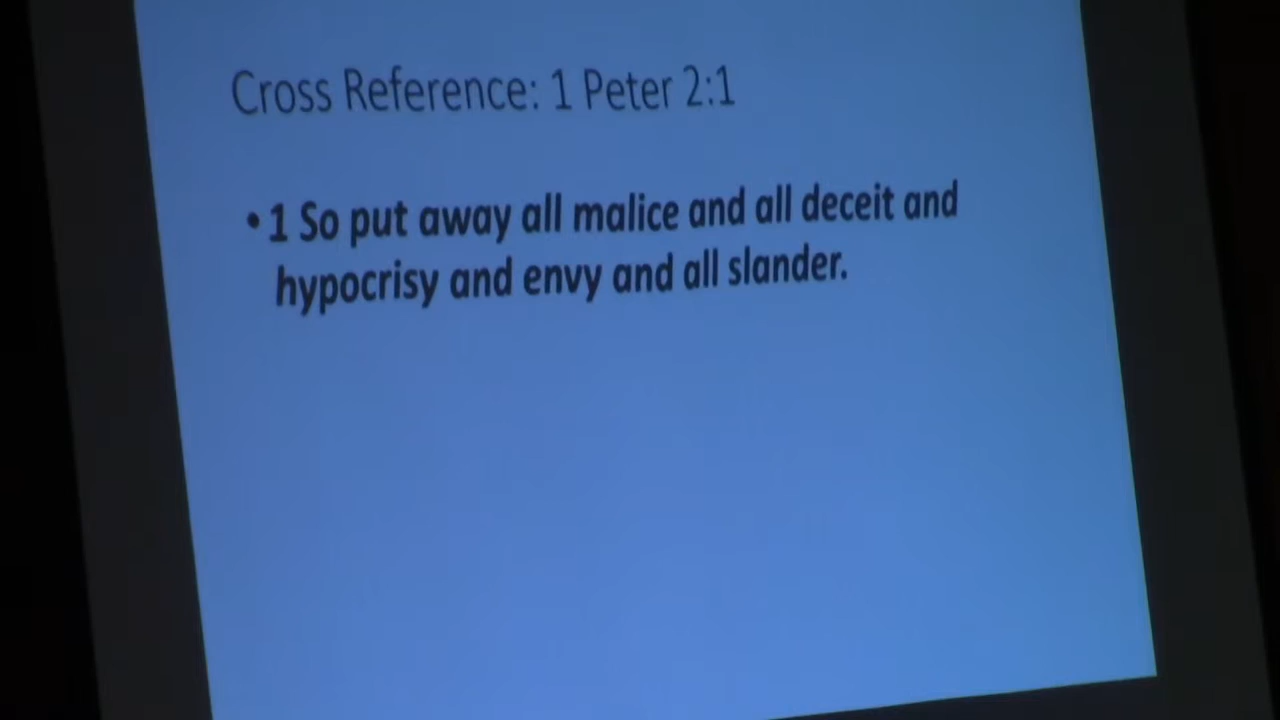 Cross Reference: 1 Peter 2:1
• 1 So put away all malice and all deceit and
hypocrisy and envy and all slander.